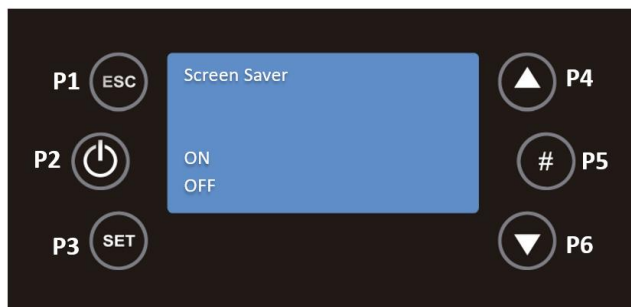 P1 ESC
Screen Saver
P4
P2
ON
# P5
OFF
P3 SET
P6